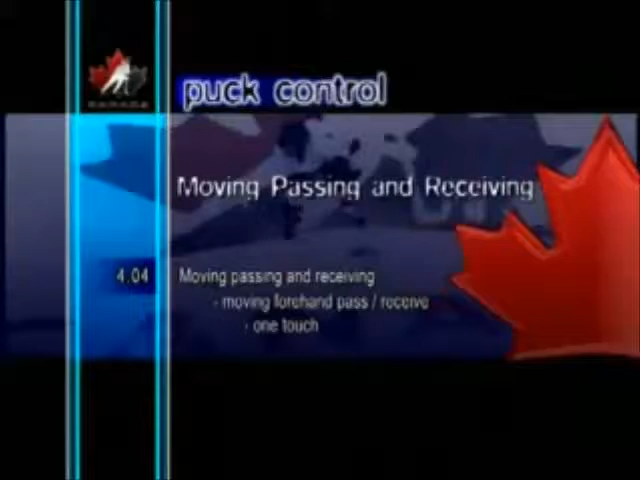 puck control
Moving Passing and Receiving
4.04 Moving passing and receiving
- moving forehand pass / receive
- one touch